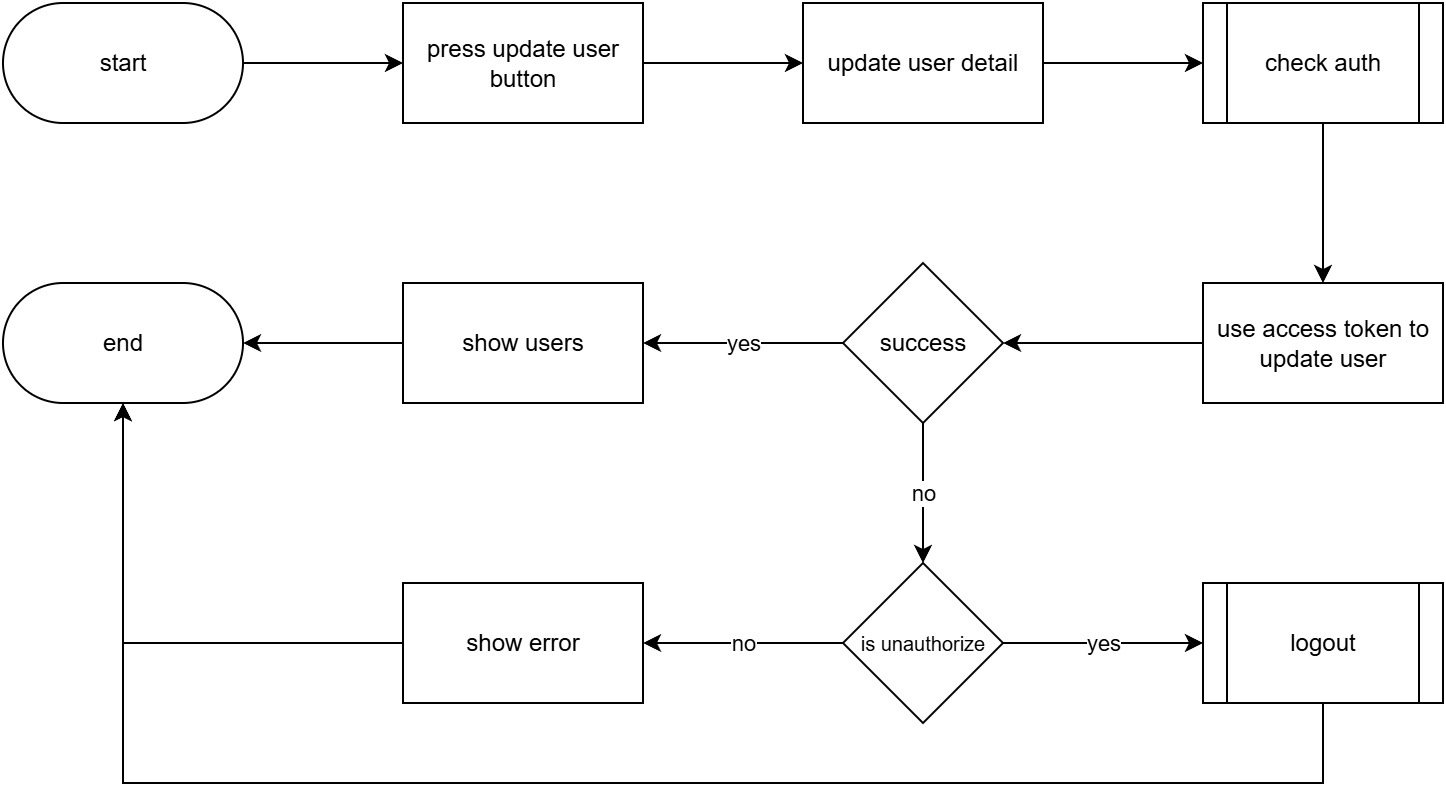 start
press update user
button
update user detail
check auth
end
show users
yes
success
use access token to
update user
no
show error
no
is unauthorize
yes
logout